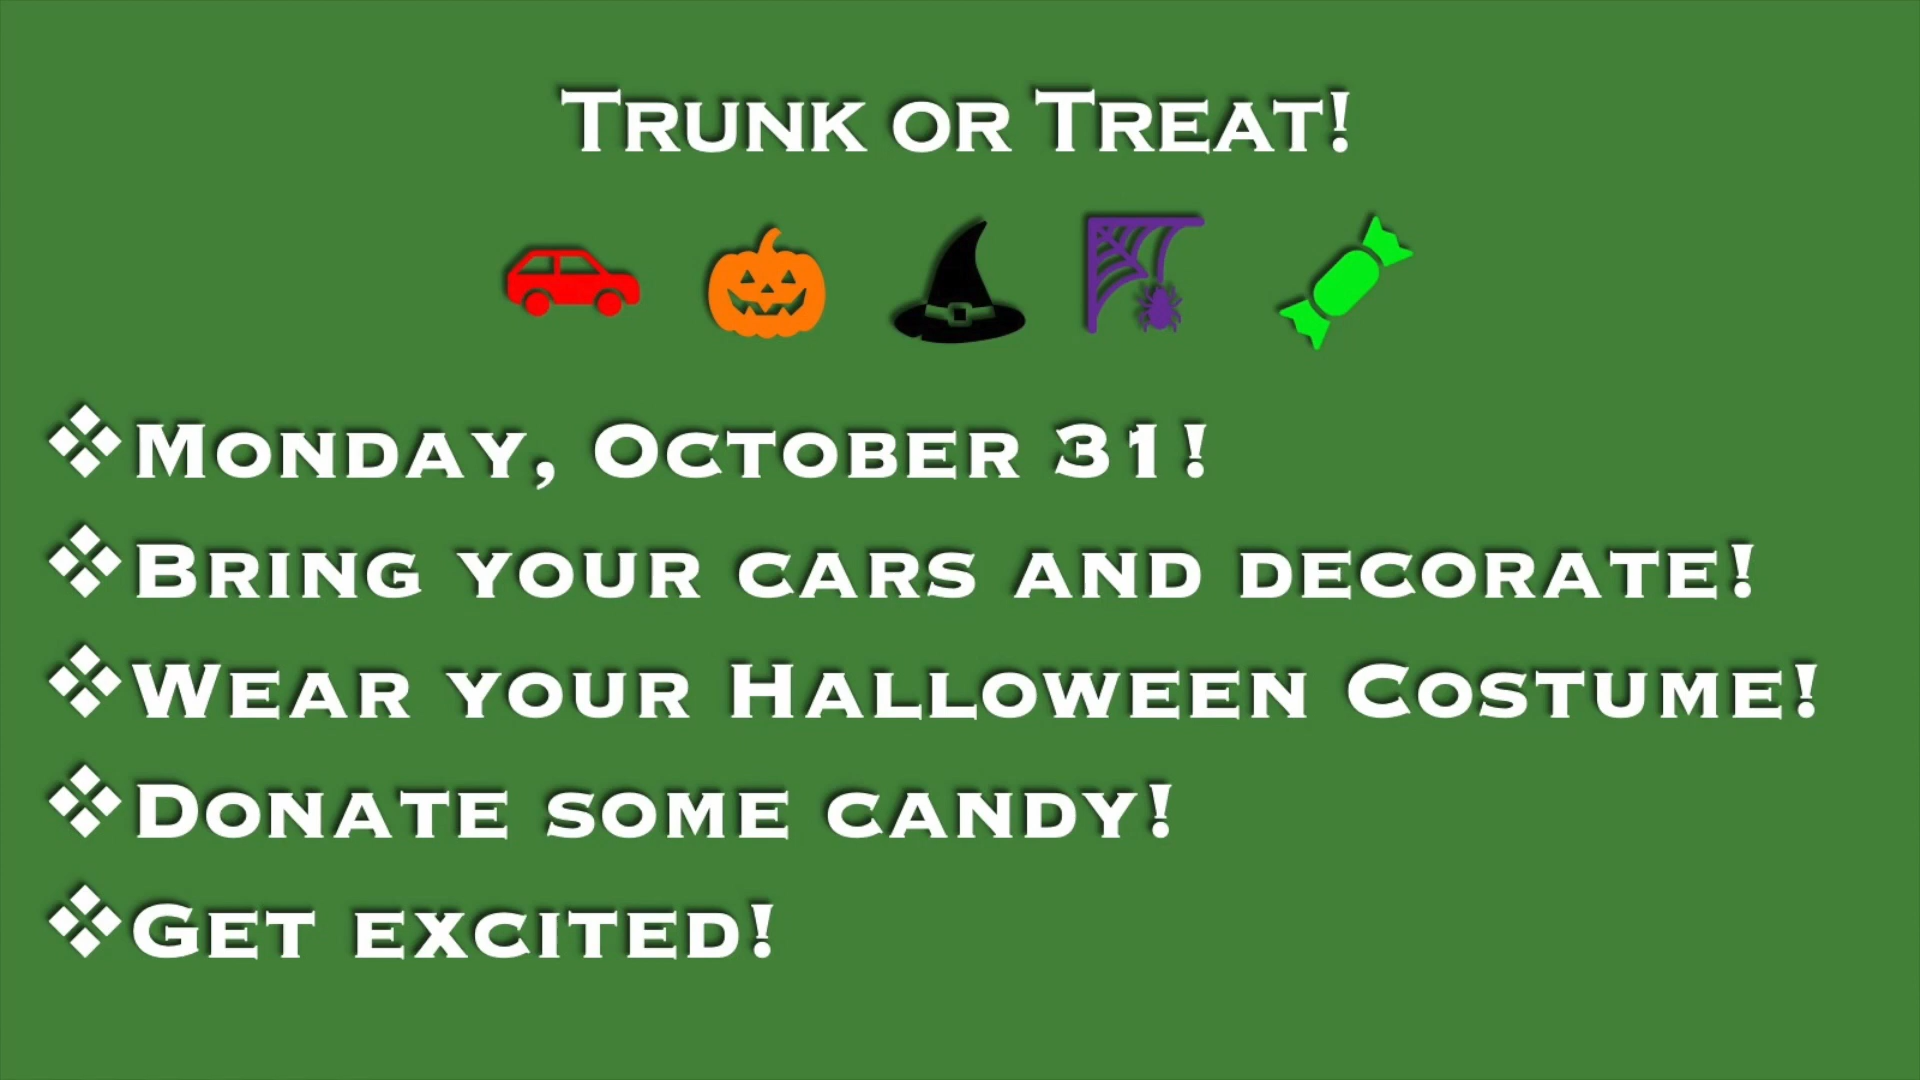 Trunk or Treat!
❖Monday, October 31!
❖Bring your cars and decorate!
❖Wear your Halloween Costume!
❖Donate some candy!
❖Get excited!